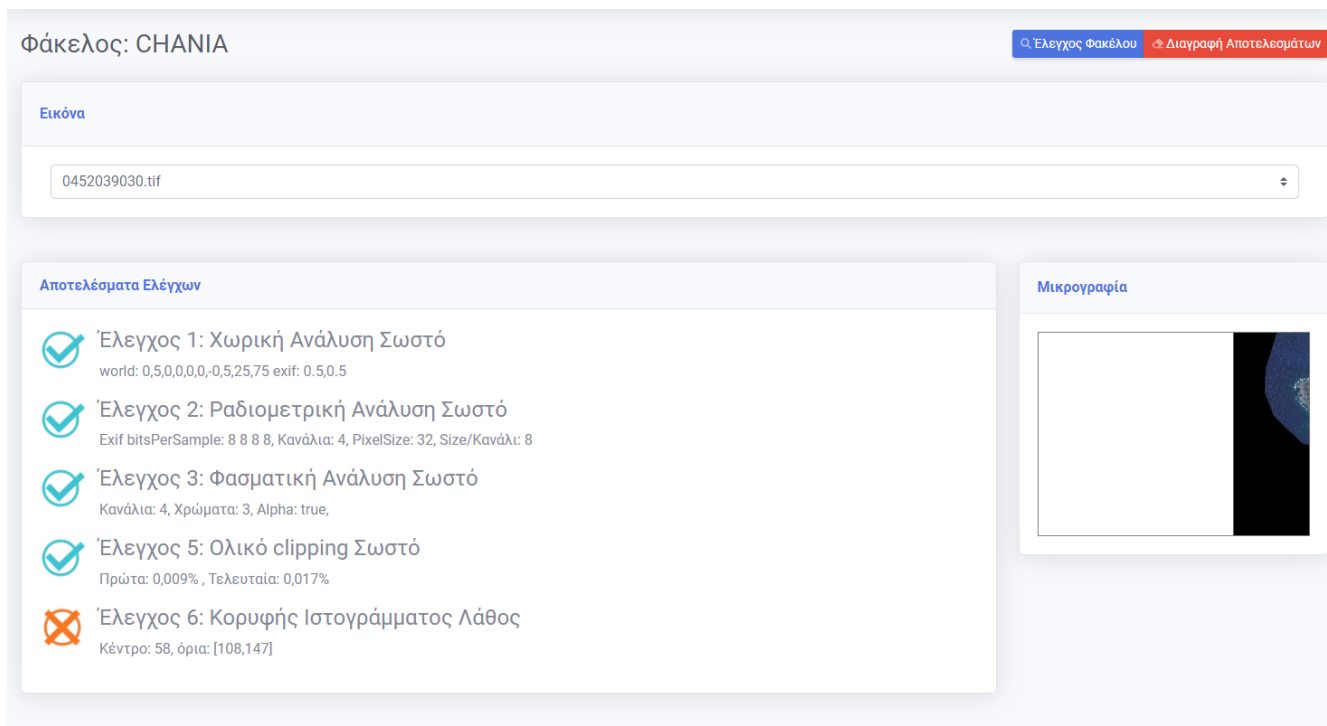 Φάκελος: CHANIA
Έλεγχος Φακέλου
Διαγραφή Αποτελεσμάτων
Εικόνα
0452039030.tif
Αποτελέσματα Ελέγχων
Έλεγχος 1: Χωρική Ανάλυση Σωστό
world: 0,5,0,0,0,0,-0,5,25,75 exif: 0.5,0.5
Έλεγχος 2: Ραδιομετρική Ανάλυση Σωστό
Exif bitsPerSample: 8 8 8 8, Κανάλια: 4, PixelSize: 32, Size/Κανάλι: 8
Έλεγχος 3: Φασματική Ανάλυση Σωστό
Κανάλια: 4, Χρώματα: 3, Alpha: true,
Έλεγχος 5: Ολικό clipping Σωστό
Πρώτα: 0,009% , Τελευταία: 0,017%
Έλεγχος 6: Κορυφής Ιστογράμματος Λάθος
Κέντρο: 58, όρια: [108,147]
Μικρογραφία